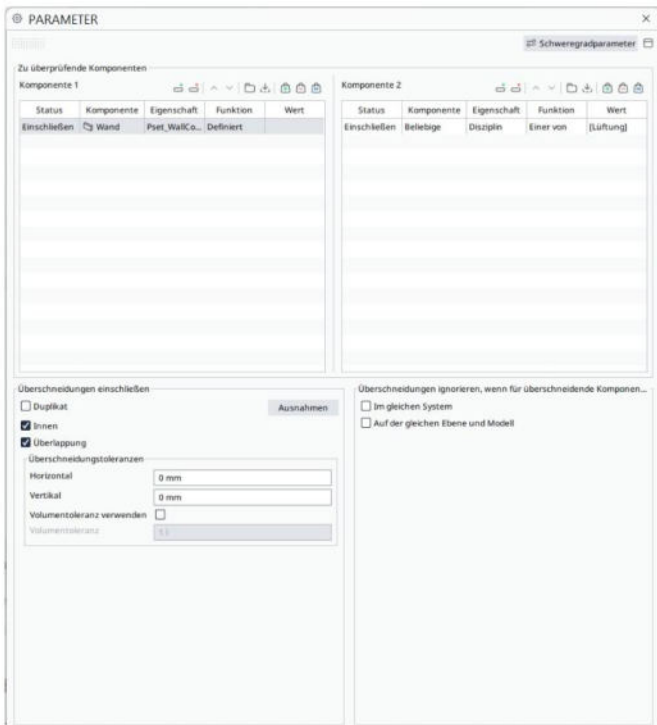 PARAMETER
Schweregradparameter
Zu überprüfende Komponenten
Komponente 1
Status Komponente Eigenschaft Funktion Wert
Einschließen Wand Pset_WallCo... Definiert
Komponente 2
Status Komponente Eigenschaft Funktion Wert
Einschließen Beliebige Disziplin Einer von [Lüftung]
Überschneidungen einschließen
Duplikat
Ausnahmen
Innen
Überlappung
Überschneidungstoleranzen
Horizontal 0 mm
Vertikal 0 mm
Volumentoleranz verwenden
Volumentoleranz
Überschneidungen ignorieren, wenn für überschneidende Komponen...
Im gleichen System
Auf der gleichen Ebene und Modell